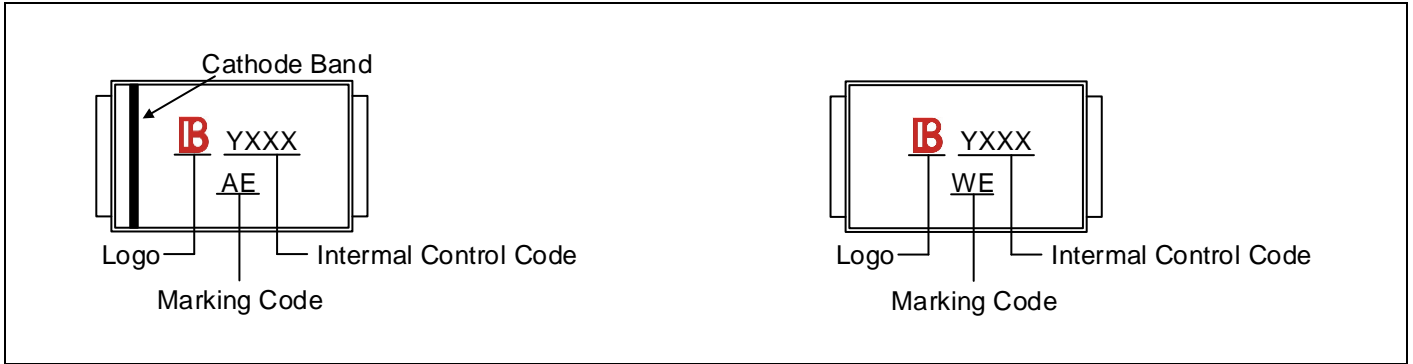 Cathode Band
B YXXX
AE
Logo
Intermal Control Code
Marking Code
B YXXX
WE
Logo
Intermal Control Code
Marking Code